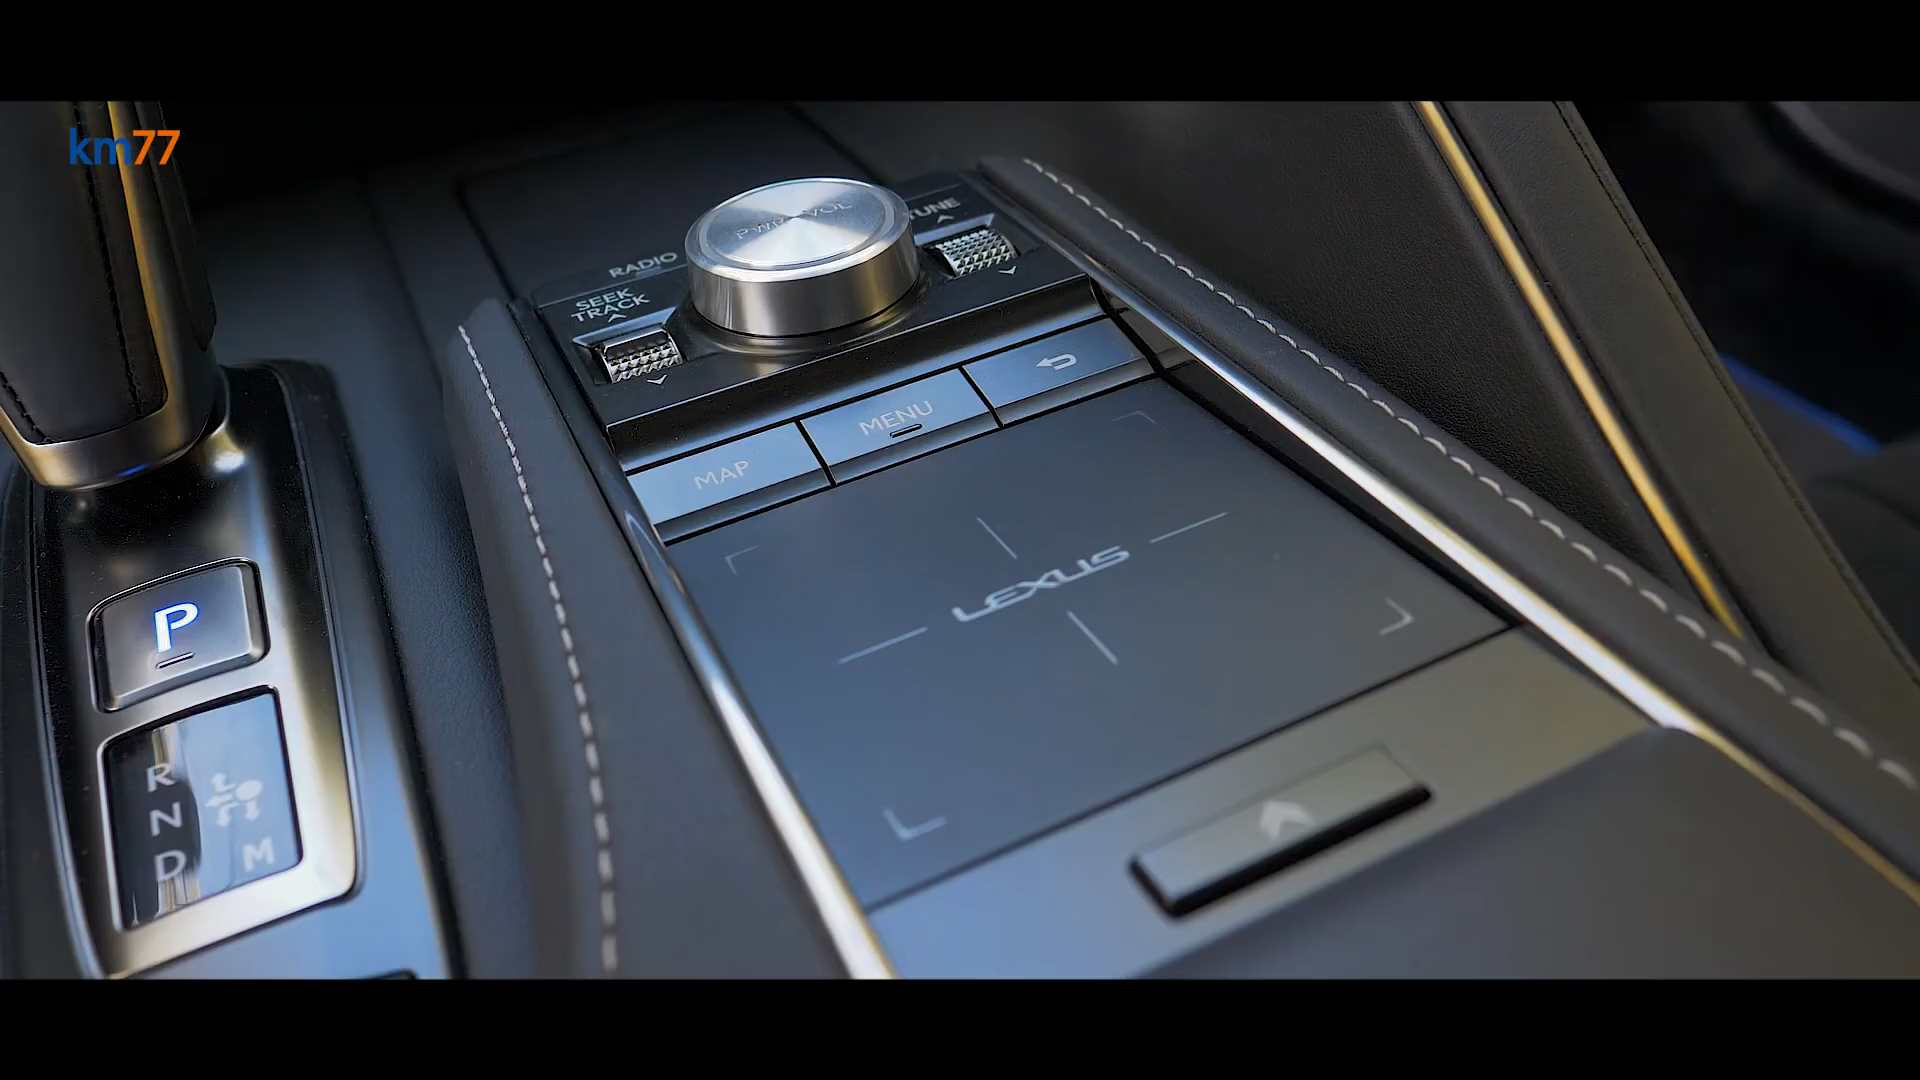 km77
PWR VOL
TUNE
RADIO
SEEK
TRACK
MENU
MAP
LEXUS
P
R
N
D M